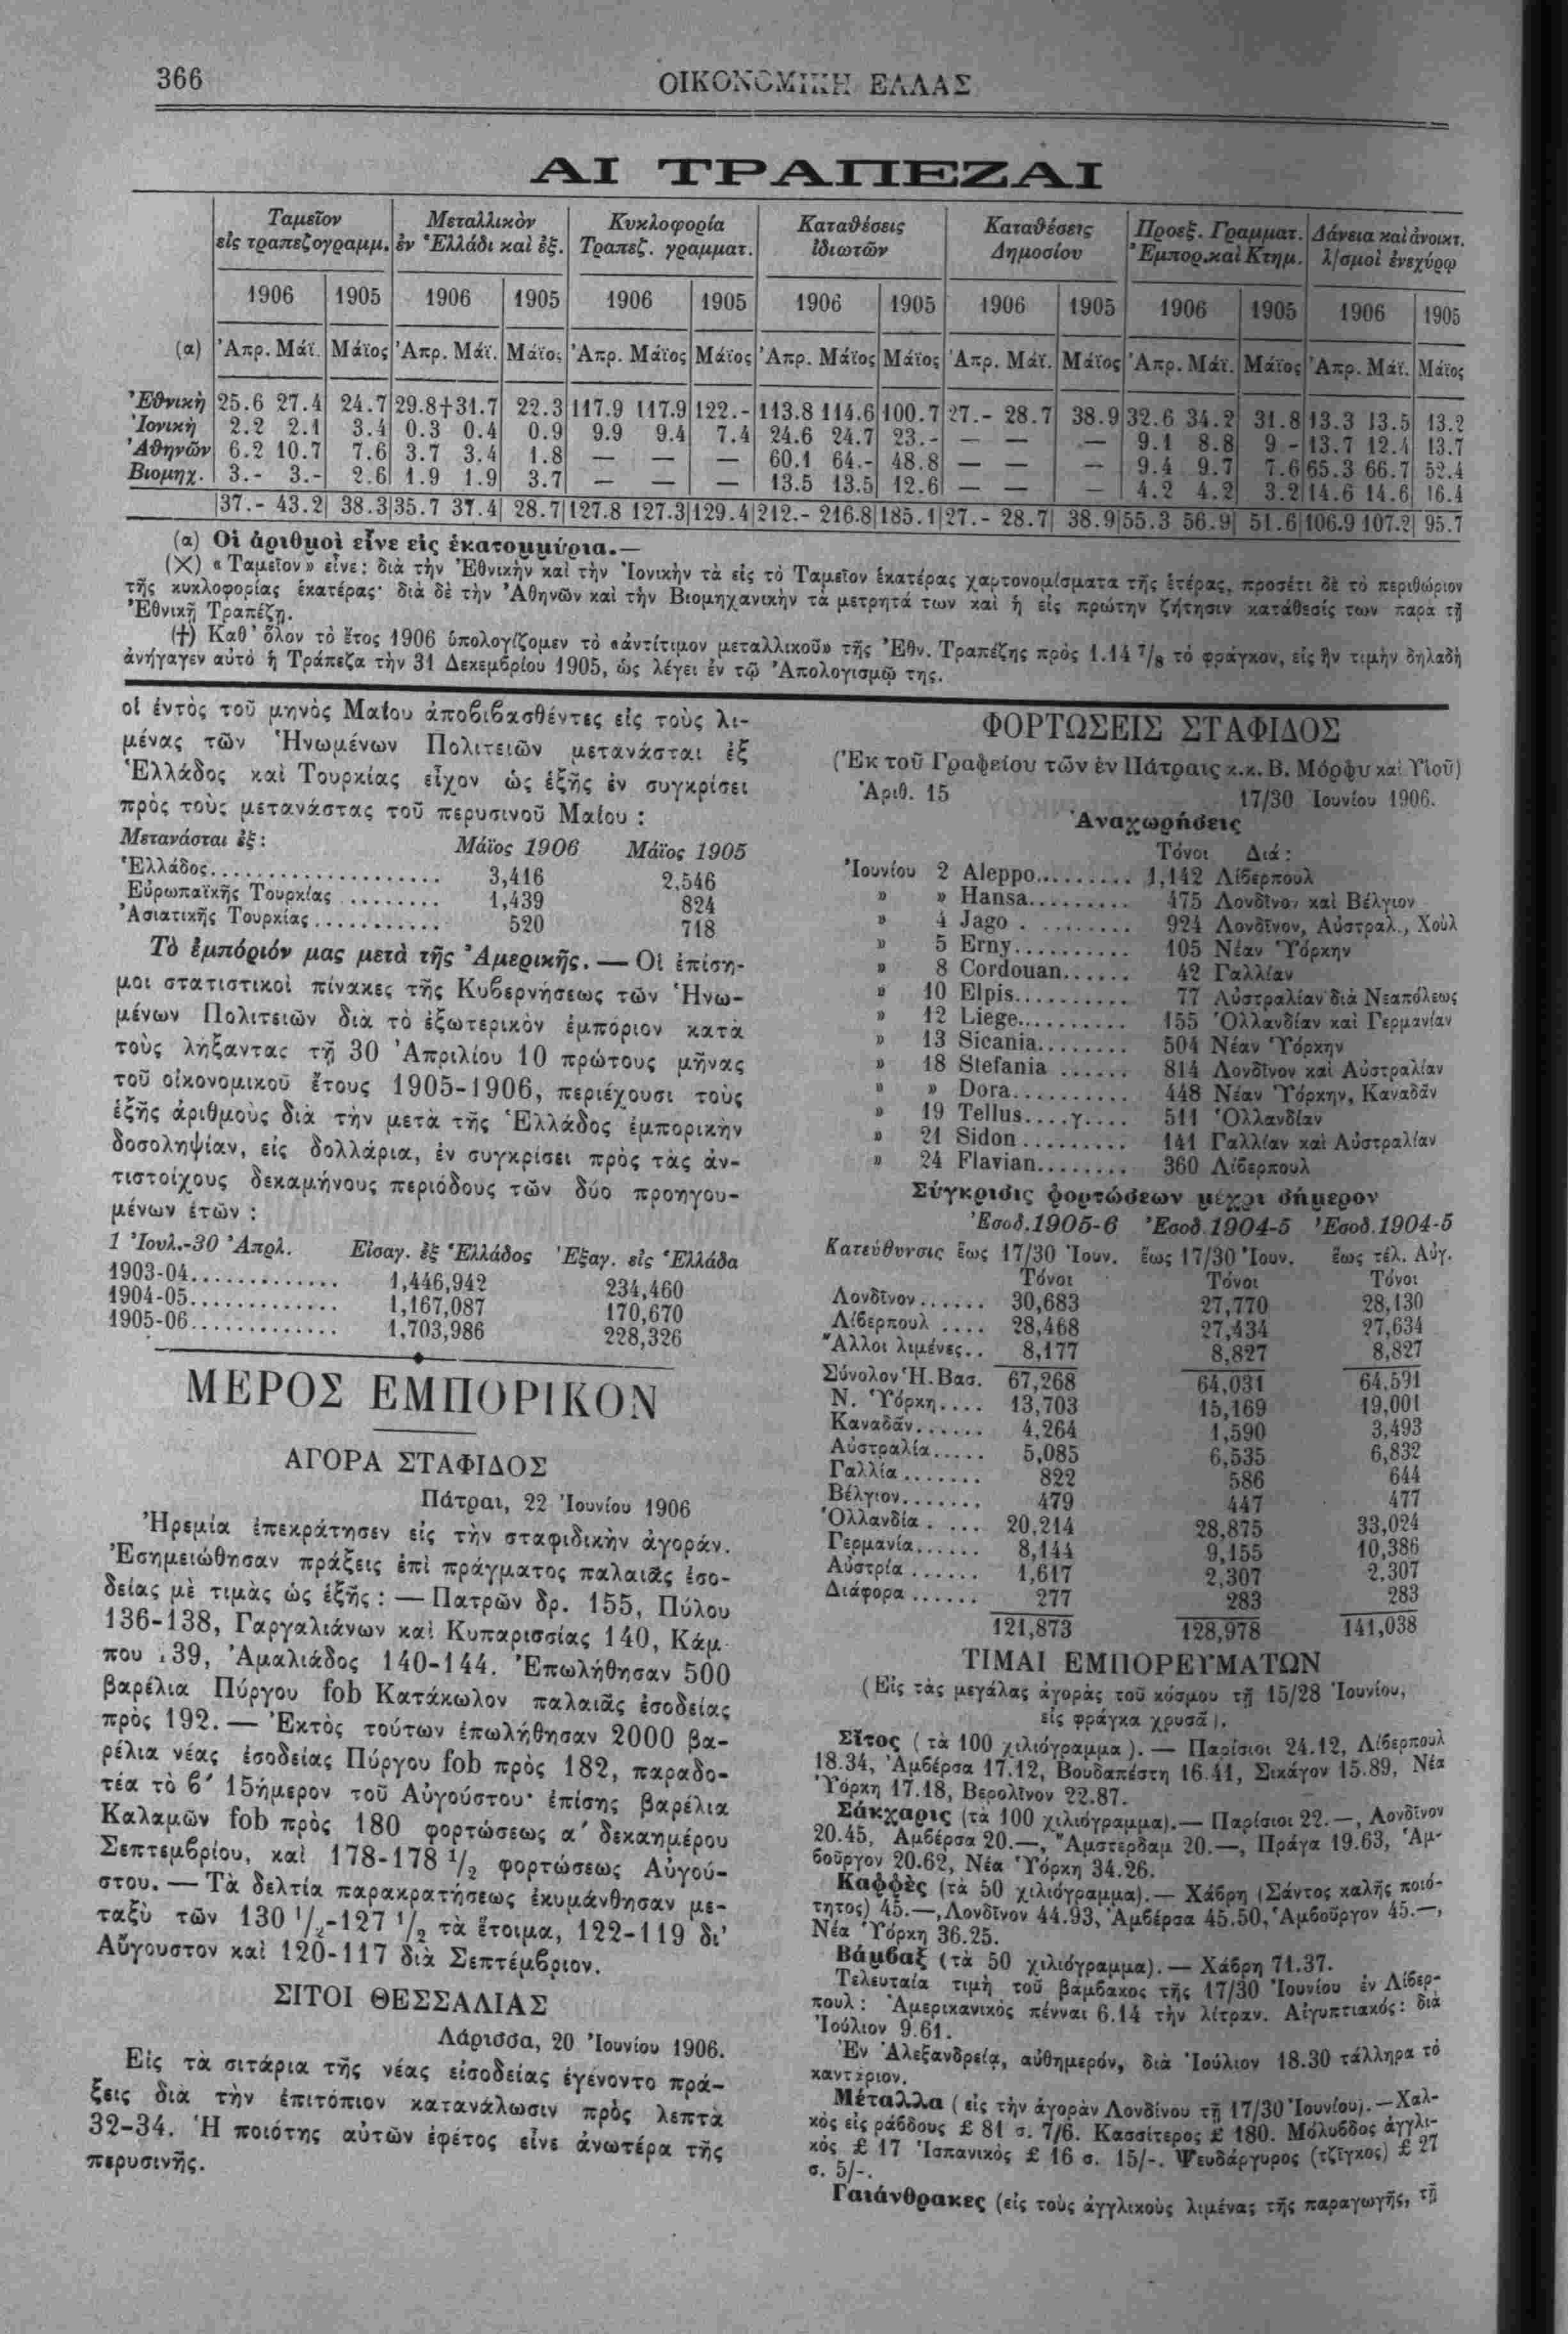 366
ΟΙΚΟΝΟΜΙΚΗ ΕΛΛΑΣ
ΑΙ ΤΡΑΠΕΖΑΙ
Ταμεῖον εἰς τραπεζογραμμ. | Μεταλλικὸν ἐν Ἑλλάδι καὶ ἐξ. | Κυκλοφορία Τραπεζ. γραμματ. | Καταθέσεις ἰδιωτῶν | Καταθέσεις Δημοσίου | Προεξ. Γραμματ. Ἐμπορ. καὶ Κτημ. | Δάνεια καὶ ἀνοικτ. λ/σμοὶ ἐνεχύρῳ
1906 | 1905 | 1906 | 1905 | 1906 | 1905 | 1906 | 1905 | 1906 | 1905 | 1906 | 1905 | 1906 | 1905
(α) | Ἀπρ. Μάϊ. | Μάϊος | Ἀπρ. Μάϊ. | Μάϊος | Ἀπρ. Μάϊος | Μάϊος | Ἀπρ. Μάϊος | Μάϊος | Ἀπρ. Μάϊ. | Μάϊος | Ἀπρ. Μάϊ. | Μάϊος | Ἀπρ. Μάϊ. | Μάϊος
Ἐθνικὴ | 25.6 27.4 | 24.7 | 29.8†31.7 | 22.3 | 117.9 117.9 | 122.- | 113.8 114.6 | 100.7 | 27.- 28.7 | 38.9 | 32.6 34.2 | 31.8 | 13.3 13.5 | 13.2
Ἰονικὴ | 2.2 2.1 | 3.4 | 0.3 0.4 | 0.9 | 9.9 9.4 | 7.4 | 24.6 24.7 | 23.- | — — | — | 9.1 8.8 | 9 - | 13.7 12.4 | 13.7
Ἀθηνῶν | 6.2 10.7 | 7.6 | 3.7 3.4 | 1.8 | — — | — | 60.1 64.- | 48.8 | — — | — | 9.4 9.7 | 7.6 | 65.3 66.7 | 52.4
Βιομηχ. | 3.- 3.- | 2.6 | 1.9 1.9 | 3.7 | — — | — | 13.5 13.5 | 12.6 | — — | — | 4.2 4.2 | 3.2 | 14.6 14.6 | 16.4
37.- 43.2 | 38.3 | 35.7 37.4 | 28.7 | 127.8 127.3 | 129.4 | 212.- 216.8 | 185.1 | 27.- 28.7 | 38.9 | 55.3 56.9 | 51.6 | 106.9 107.2 | 95.7
(α) Οἱ ἀριθμοὶ εἶνε εἰς ἑκατομμύρια.—
(Χ) «Ταμεῖον» εἶνε: διὰ τὴν Ἐθνικὴν καὶ τὴν Ἰονικὴν τὰ εἰς τὸ Ταμεῖον ἑκατέρας χαρτονομίσματα τῆς ἑτέρας, προσέτι δὲ τὸ περιθώριον
τῆς κυκλοφορίας ἑκατέρας· διὰ δὲ τὴν Ἀθηνῶν καὶ τὴν Βιομηχανικὴν τὰ μετρητά των καὶ ἡ εἰς πρώτην ζήτησιν κατάθεσίς των παρὰ τῇ
Ἐθνικῇ Τραπέζῃ.
(†) Καθ' ὅλον τὸ ἔτος 1906 ὑπολογίζομεν τὸ «ἀντίτιμον μεταλλικοῦ» τῆς Ἐθν. Τραπέζης πρὸς 1.14 7/8 τὸ φράγκον, εἰς ἣν τιμὴν δηλαδὴ
ἀνήγαγεν αὐτὸ ἡ Τράπεζα τὴν 31 Δεκεμβρίου 1905, ὡς λέγει ἐν τῷ Ἀπολογισμῷ της.
οἱ ἐντὸς τοῦ μηνὸς Μαΐου ἀποβιβασθέντες εἰς τοὺς λι-
μένας τῶν Ἡνωμένων Πολιτειῶν μετανάσται ἐξ
Ἑλλάδος καὶ Τουρκίας εἶχον ὡς ἑξῆς ἐν συγκρίσει
πρὸς τοὺς μετανάστας τοῦ περυσινοῦ Μαΐου :
Μετανάσται ἐξ : Μάϊος 1906 Μάϊος 1905
Ἑλλάδος.................... 3,416 2.546
Εὐρωπαϊκῆς Τουρκίας ......... 1,439 824
Ἀσιατικῆς Τουρκίας............ 520 718
Τὸ ἐμπόριόν μας μετὰ τῆς Ἀμερικῆς. — Οἱ ἐπίση-
μοι στατιστικοὶ πίνακες τῆς Κυβερνήσεως τῶν Ἡνω-
μένων Πολιτειῶν διὰ τὸ ἐξωτερικὸν ἐμπόριον κατὰ
τοὺς λήξαντας τῇ 30 Ἀπριλίου 10 πρώτους μῆνας
τοῦ οἰκονομικοῦ ἔτους 1905-1906, περιέχουσι τοὺς
ἑξῆς ἀριθμοὺς διὰ τὴν μετὰ τῆς Ἑλλάδος ἐμπορικὴν
δοσοληψίαν, εἰς δολλάρια, ἐν συγκρίσει πρὸς τὰς ἀν-
τιστοίχους δεκαμήνους περιόδους τῶν δύο προηγου-
μένων ἐτῶν :
1 Ἰουλ.-30 Ἀπρλ. Εἰσαγ. ἐξ Ἑλλάδος Ἐξαγ. εἰς Ἑλλάδα
1903-04............. 1,446,942 234,460
1904-05............. 1,167,087 170,670
1905-06............. 1,703,986 228,326
ΜΕΡΟΣ ΕΜΠΟΡΙΚΟΝ
ΑΓΟΡΑ ΣΤΑΦΙΔΟΣ
Πάτραι, 22 Ἰουνίου 1906
Ἠρεμία ἐπεκράτησεν εἰς τὴν σταφιδικὴν ἀγοράν.
Ἐσημειώθησαν πράξεις ἐπὶ πράγματος παλαιᾶς ἐσο-
δείας μὲ τιμὰς ὡς ἑξῆς : — Πατρῶν δρ. 155, Πύλου
136-138, Γαργαλιάνων καὶ Κυπαρισσίας 140, Κάμ-
που 139, Ἀμαλιάδος 140-144. Ἐπωλήθησαν 500
βαρέλια Πύργου fob Κατάκωλον παλαιᾶς ἐσοδείας
πρὸς 192. — Ἐκτὸς τούτων ἐπωλήθησαν 2000 βα-
ρέλια νέας ἐσοδείας Πύργου fob πρὸς 182, παραδο-
τέα τὸ β′ 15ήμερον τοῦ Αὐγούστου· ἐπίσης βαρέλια
Καλαμῶν fob πρὸς 180 φορτώσεως α′ δεκαημέρου
Σεπτεμβρίου, καὶ 178-178 1/2 φορτώσεως Αὐγού-
στου. — Τὰ δελτία παρακρατήσεως ἐκυμάνθησαν με-
ταξὺ τῶν 130 1/2-127 1/2 τὰ ἕτοιμα, 122-119 δι'
Αὔγουστον καὶ 120-117 διὰ Σεπτέμβριον.
ΣΙΤΟΙ ΘΕΣΣΑΛΙΑΣ
Λάρισσα, 20 Ἰουνίου 1906.
Εἰς τὰ σιτάρια τῆς νέας εἰσοδείας ἐγένοντο πρά-
ξεις διὰ τὴν ἐπιτόπιον κατανάλωσιν πρὸς λεπτὰ
32-34. Ἡ ποιότης αὐτῶν ἐφέτος εἶνε ἀνωτέρα τῆς
περυσινῆς.
ΦΟΡΤΩΣΕΙΣ ΣΤΑΦΙΔΟΣ
(Ἐκ τοῦ Γραφείου τῶν ἐν Πάτραις κ.κ. Β. Μόρφυ καὶ Υἱοῦ)
Ἀριθ. 15 17/30 Ἰουνίου 1906.
Ἀναχωρήσεις
Τόνοι Διά :
Ἰουνίου 2 Aleppo......... 1,142 Λίβερπουλ
» » Hansa.......... 475 Λονδῖνον καὶ Βέλγιον
» 4 Jago ......... 924 Λονδῖνον, Αὐστραλ., Χούλ
» 5 Erny........... 105 Νέαν Ὑόρκην
» 8 Cordouan...... 42 Γαλλίαν
» 10 Elpis........... 77 Αὐστραλίαν διὰ Νεαπόλεως
» 12 Liege........... 155 Ὁλλανδίαν καὶ Γερμανίαν
» 13 Sicania........ 504 Νέαν Ὑόρκην
» 18 Stefania ...... 814 Λονδῖνον καὶ Αὐστραλίαν
» » Dora........... 448 Νέαν Ὑόρκην, Καναδᾶν
» 19 Tellus.......... 511 Ὁλλανδίαν
» 21 Sidon.......... 141 Γαλλίαν καὶ Αὐστραλίαν
» 24 Flavian........ 360 Λίβερπουλ
Σύγκρισις φορτώσεων μέχρι σήμερον
Ἐσοδ.1905-6 Ἐσοδ 1904-5 Ἐσοδ.1904-5
Κατεύθυνσις ἕως 17/30 Ἰουν. ἕως 17/30 Ἰουν. ἕως τέλ. Αὐγ.
Τόνοι Τόνοι Τόνοι
Λονδῖνον...... 30,683 27,770 28,130
Λίβερπουλ .... 28,468 27,434 27,634
Ἄλλοι λιμένες.. 8,177 8,827 8,827
Σύνολον Ἡ. Βασ. 67,268 64,031 64,591
Ν. Ὑόρκη.... 13,703 15,169 19,001
Καναδᾶν...... 4,264 1,590 3,493
Αὐστραλία..... 5,085 6,535 6,832
Γαλλία....... 822 586 644
Βέλγιον....... 479 447 477
Ὁλλανδία. ... 20,214 28,875 33,024
Γερμανία...... 8,144 9,155 10,386
Αὐστρία ...... 1,617 2,307 2,307
Διάφορα ...... 277 283 283
121,873 128,978 141,038
ΤΙΜΑΙ ΕΜΠΟΡΕΥΜΑΤΩΝ
(Εἰς τὰς μεγάλας ἀγορὰς τοῦ κόσμου τῇ 15/28 Ἰουνίου,
εἰς φράγκα χρυσᾶ).
Σῖτος (τὰ 100 χιλιόγραμμα). — Παρίσιοι 24.12, Λίβερπουλ
18.34, Ἀμβέρσα 17.12, Βουδαπέστη 16.41, Σικάγον 15.89, Νέα
Ὑόρκη 17.18, Βερολῖνον 22.87.
Σάκχαρις (τὰ 100 χιλιόγραμμα).— Παρίσιοι 22.—, Λονδῖνον
20.45, Ἀμβέρσα 20.—, Ἀμστερδαμ 20.—, Πράγα 19.63, Ἁμ-
βοῦργον 20.62, Νέα Ὑόρκη 34.26.
Καφφὲς (τὰ 50 χιλιόγραμμα).— Χάβρη (Σάντος καλῆς ποιό-
τητος) 45.—, Λονδῖνον 44.93, Ἀμβέρσα 45.50, Ἁμβοῦργον 45.—,
Νέα Ὑόρκη 36.25.
Βάμβαξ (τὰ 50 χιλιόγραμμα). — Χάβρη 71.37.
Τελευταία τιμὴ τοῦ βάμβακος τῆς 17/30 Ἰουνίου ἐν Λίβερ-
πουλ : Ἀμερικανικὸς πένναι 6.14 τὴν λίτραν. Αἰγυπτιακός: διὰ
Ἰούλιον 9.61.
Ἐν Ἀλεξανδρείᾳ, αὐθημερόν, διὰ Ἰούλιον 18.30 τάλληρα τὸ
καντάριον.
Μέταλλα (εἰς τὴν ἀγορὰν Λονδίνου τῇ 17/30 Ἰουνίου).—Χαλ-
κὸς εἰς ράβδους £ 81 σ. 7/6. Κασσίτερος £ 180. Μόλυβδος ἀγγλι-
κὸς £ 17 Ἱσπανικὸς £ 16 σ. 15/-. Ψευδάργυρος (τζῖγκος) £ 27
σ. 5/-.
Γαιάνθρακες (εἰς τοὺς ἀγγλικοὺς λιμένας τῆς παραγωγῆς, τῇ